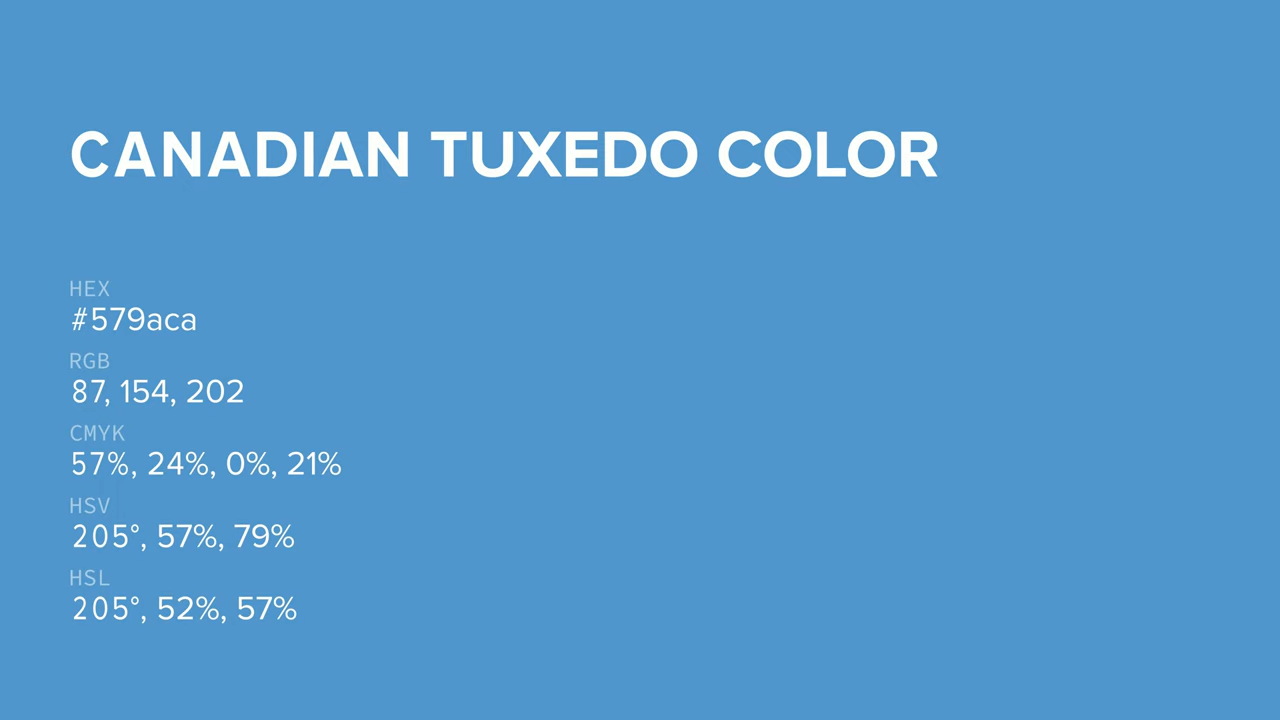 CANADIAN TUXEDO COLOR
HEX
#579aca
RGB
87, 154, 202
CMYK
57%, 24%, 0%, 21%
HSV
205°, 57%, 79%
HSL
205°, 52%, 57%